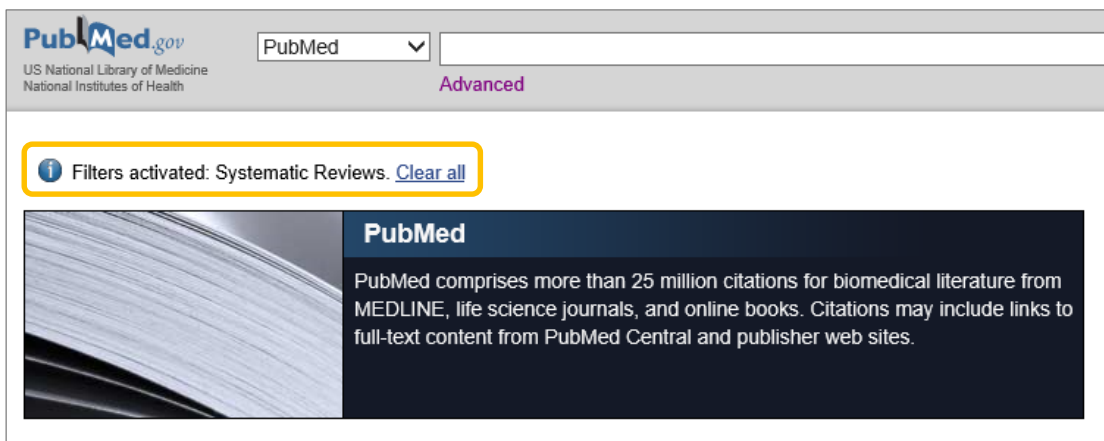 PubMed.gov
US National Library of Medicine
National Institutes of Health
PubMed
Advanced
Filters activated: Systematic Reviews. Clear all
PubMed
PubMed comprises more than 25 million citations for biomedical literature from
MEDLINE, life science journals, and online books. Citations may include links to
full-text content from PubMed Central and publisher web sites.